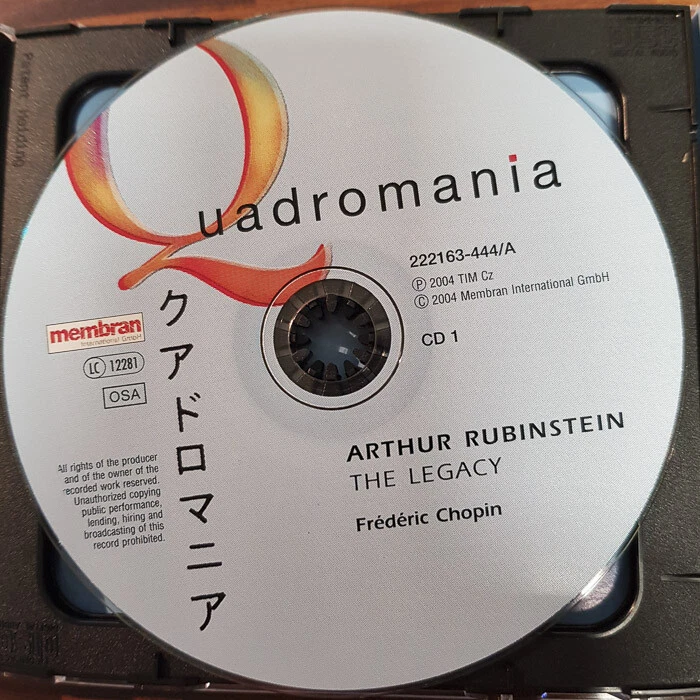 Quadromania
222163-444/A
Ⓟ 2004 TIM Cz
© 2004 Membran International GmbH
CD 1
クアドロマニア
membran
International GmbH
LC 12281
OSA
ARTHUR RUBINSTEIN
THE LEGACY
Frédéric Chopin
All rights of the producer
and of the owner of the
recorded work reserved.
Unauthorized copying
public performance,
lending, hiring and
broadcasting of this
record prohibited.